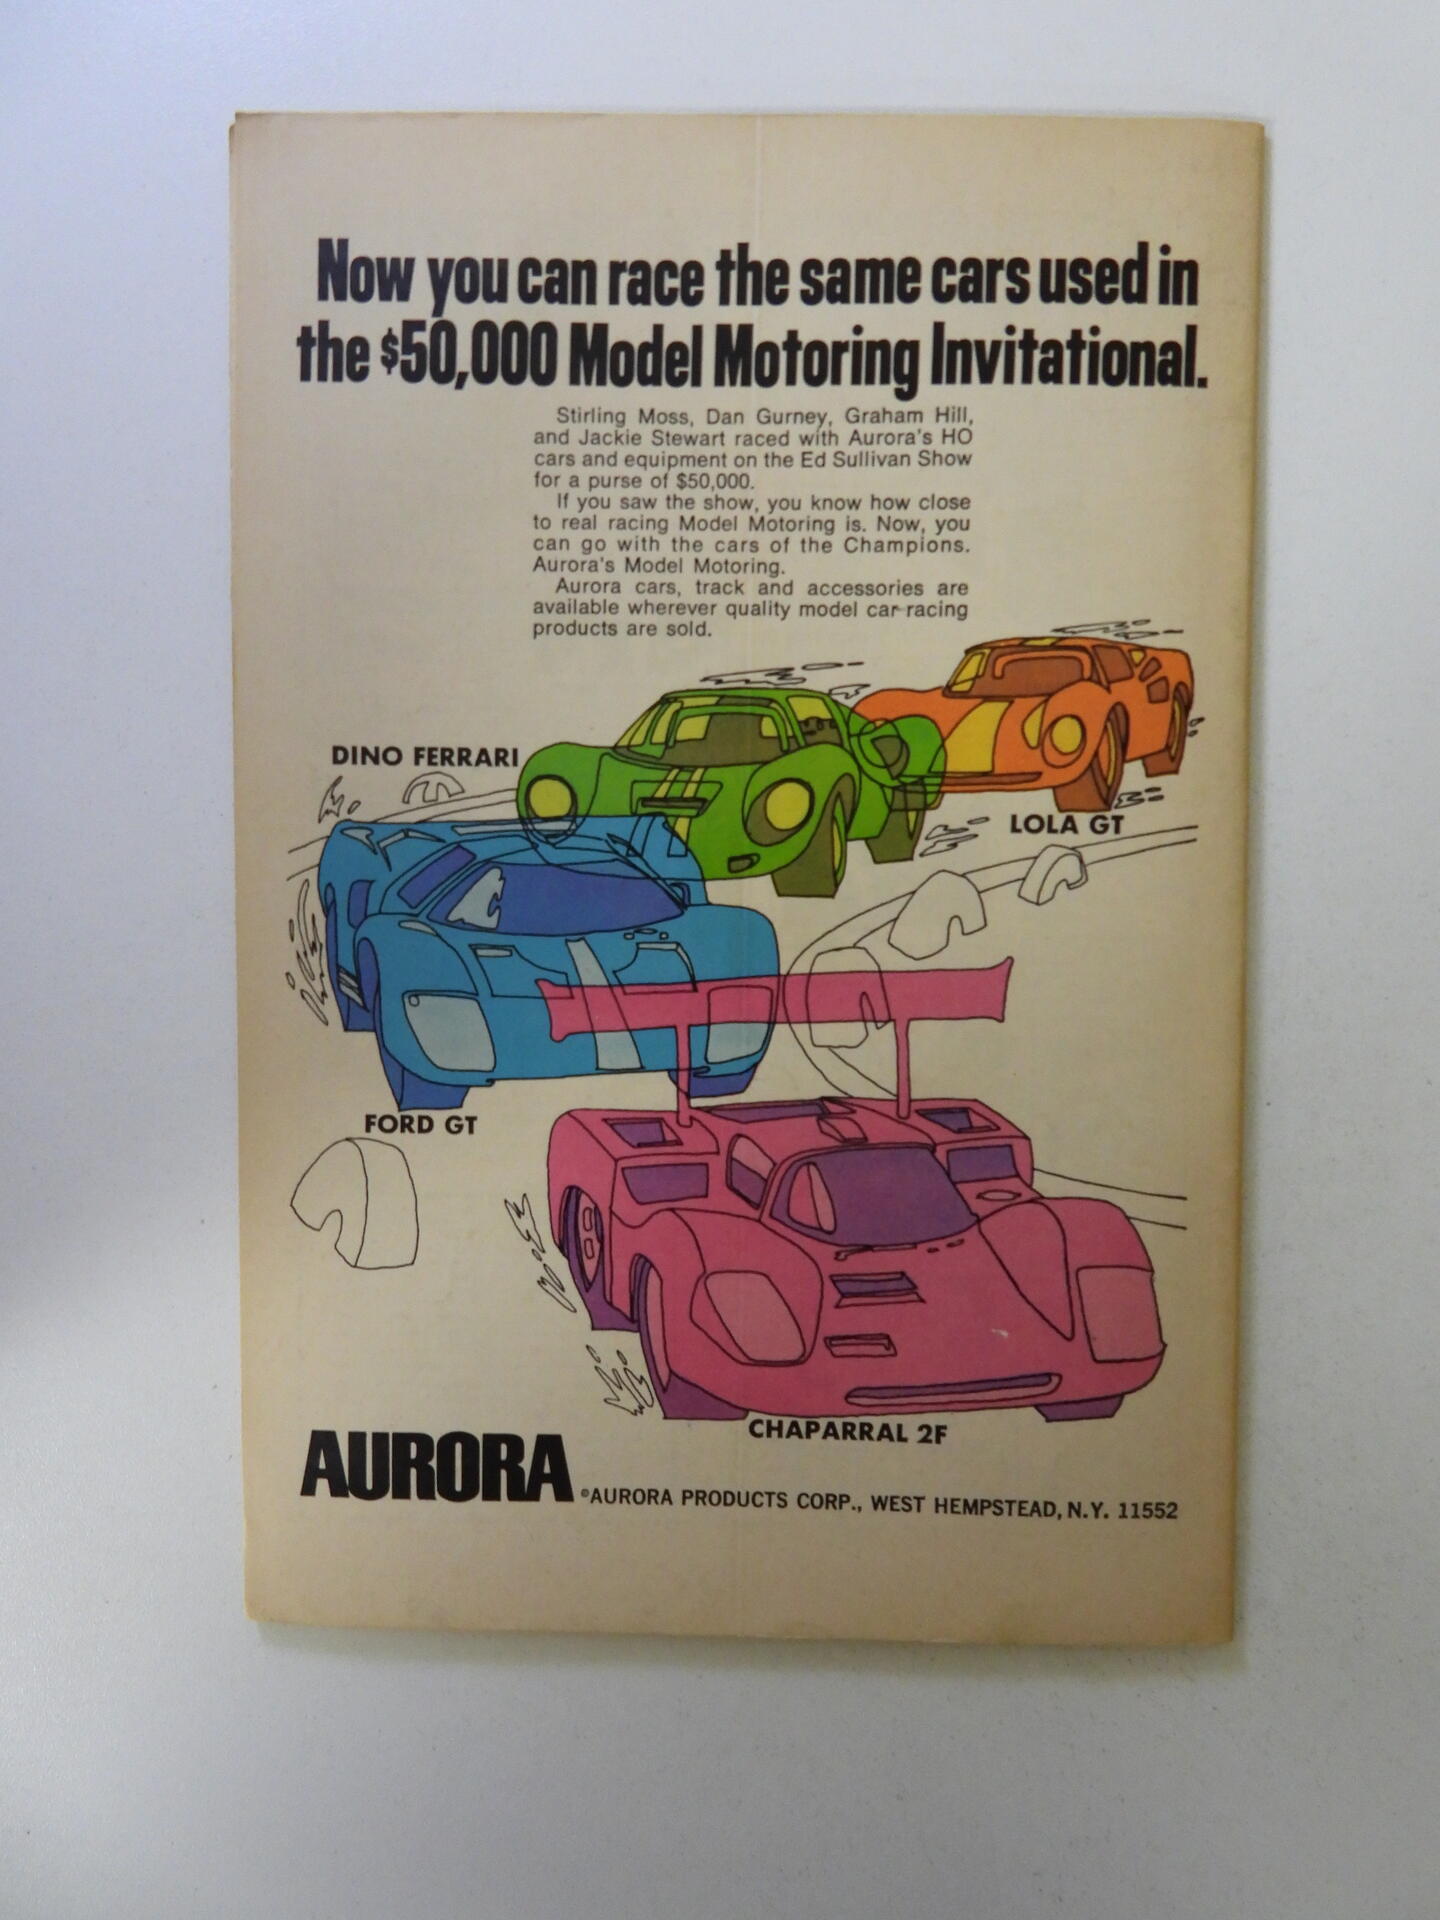 Now you can race the same cars used in
the $50,000 Model Motoring Invitational.
Stirling Moss, Dan Gurney, Graham Hill,
and Jackie Stewart raced with Aurora's HO
cars and equipment on the Ed Sullivan Show
for a purse of $50,000.
If you saw the show, you know how close
to real racing Model Motoring is. Now, you
can go with the cars of the Champions.
Aurora's Model Motoring.
Aurora cars, track and accessories are
available wherever quality model car-racing
products are sold.
DINO FERRARI
LOLA GT
FORD GT
CHAPARRAL 2F
AURORA
©AURORA PRODUCTS CORP., WEST HEMPSTEAD, N.Y. 11552